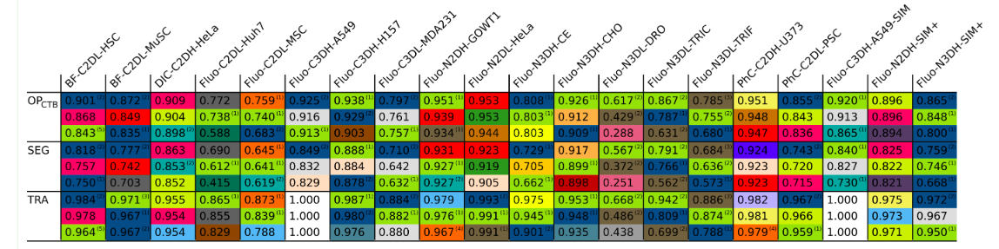 BF-C2DL-HSC BF-C2DL-MuSC DIC-C2DH-HeLa Fluo-C2DL-Huh7 Fluo-C2DL-MSC Fluo-C3DH-A549 Fluo-C3DH-H157 Fluo-C3DL-MDA231 Fluo-N2DH-GOWT1 Fluo-N2DL-HeLa Fluo-N3DH-CE Fluo-N3DH-CHO Fluo-N3DL-DRO Fluo-N3DL-TRIC Fluo-N3DL-TRIF PhC-C2DH-U373 PhC-C2DL-PSC Fluo-C3DH-A549-SIM Fluo-N2DH-SIM+ Fluo-N3DH-SIM+
OPCTB 0.901(2) 0.872(2) 0.909 0.772 0.759(1) 0.925(2) 0.938(1) 0.797(2) 0.951(1) 0.953 0.808(1) 0.926(1) 0.617(2) 0.867(2) 0.785(3) 0.951 0.855(2) 0.920(1) 0.896 0.865(2)
0.868 0.849 0.904 0.738(1) 0.740(1) 0.916 0.929(2) 0.761 0.939 0.953 0.803(1) 0.912 0.429(2) 0.787(1) 0.755(2) 0.948 0.843 0.913 0.896 0.848(1)
0.843(5) 0.835(1) 0.898(2) 0.588 0.683(2) 0.913(1) 0.903 0.757(1) 0.934(1) 0.944 0.803 0.909(2) 0.288 0.631(2) 0.680(1) 0.947 0.836 0.865(1) 0.894 0.800(1)
SEG 0.818(2) 0.777(2) 0.863 0.690 0.645(1) 0.849(2) 0.888(1) 0.710(2) 0.931 0.923 0.729(1) 0.917 0.567(2) 0.791(2) 0.684(3) 0.924 0.743(2) 0.840(1) 0.825 0.759(2)
0.757 0.742 0.853(2) 0.612(1) 0.641(1) 0.832 0.884 0.642 0.927(1) 0.919 0.705 0.899(1) 0.372(2) 0.766(1) 0.636(2) 0.923 0.720 0.827 0.822 0.746(1)
0.750(1) 0.703 0.852 0.415 0.619(2) 0.829 0.878(2) 0.632(1) 0.927(2) 0.905 0.662(1) 0.898 0.251 0.562(2) 0.573(1) 0.923 0.715 0.730(1) 0.821 0.668(1)
TRA 0.984(2) 0.971(3) 0.955 0.865(1) 0.873(1) 1.000 0.987(1) 0.884(2) 0.979 0.993(2) 0.975 0.953(1) 0.668(2) 0.942(2) 0.886(3) 0.982 0.967(2) 1.000 0.975 0.972(2)
0.978 0.967(1) 0.954 0.855 0.839(1) 1.000 0.980(2) 0.882(1) 0.976(1) 0.991(1) 0.945(1) 0.948 0.486(2) 0.809(1) 0.874(2) 0.981 0.966 1.000 0.973 0.967
0.964(5) 0.967(2) 0.954 0.829 0.788 1.000 0.976 0.880 0.967(4) 0.991(1) 0.901(2) 0.935 0.438 0.699(2) 0.788(1) 0.979(4) 0.959(1) 1.000 0.971 0.950(1)